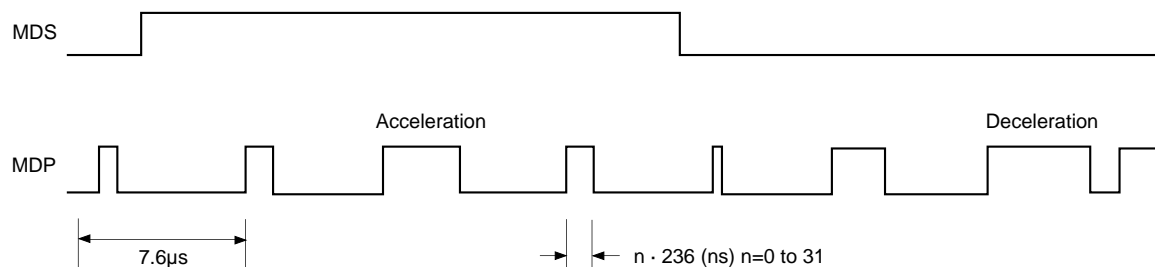 MDS
Acceleration
Deceleration
MDP
7.6µs
n · 236 (ns) n=0 to 31